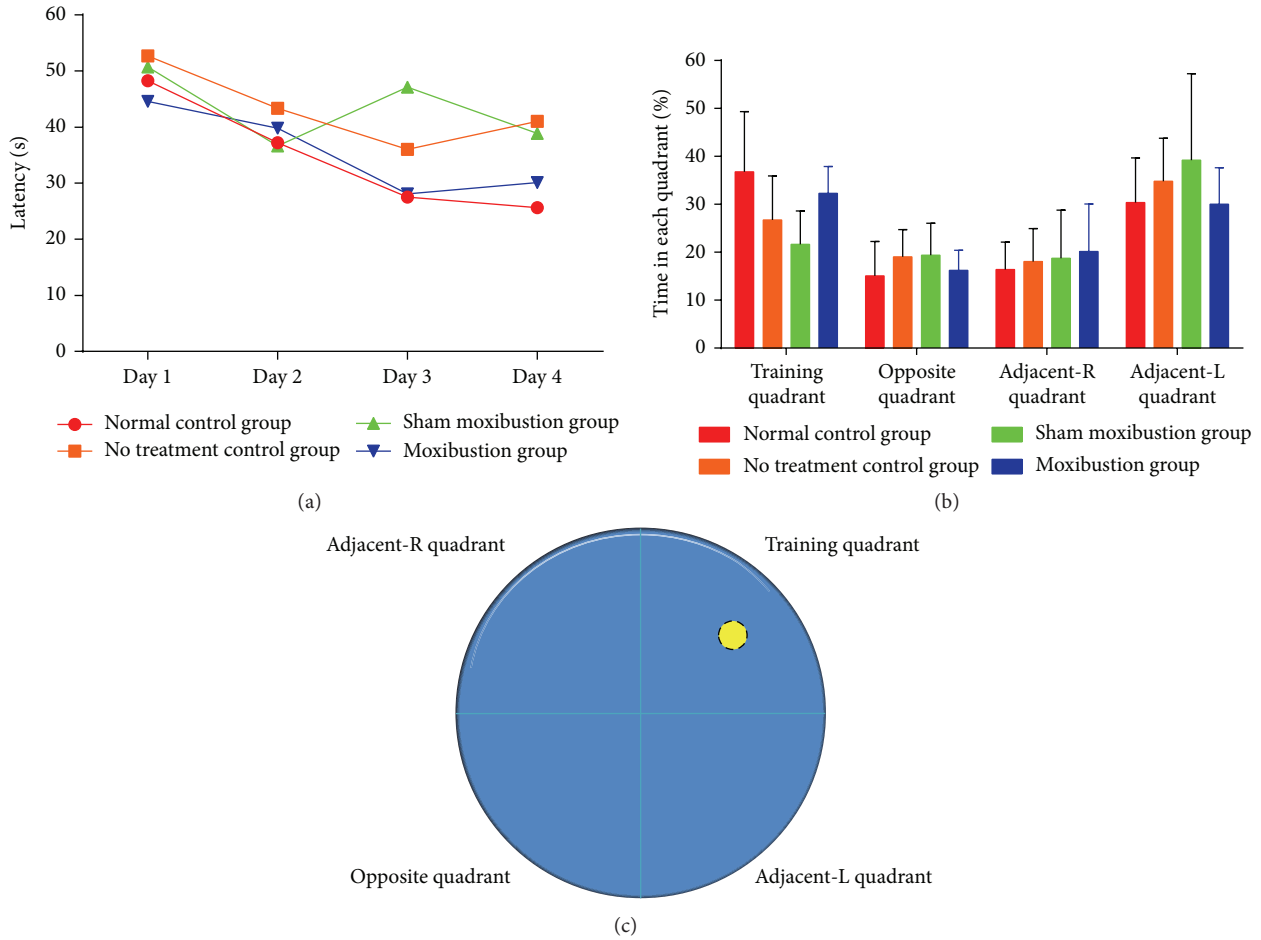 60
50
40
30
20
10
0
Latency (s)
Day 1 Day 2 Day 3 Day 4
Normal control group
No treatment control group
Sham moxibustion group
Moxibustion group
(a)
60
50
40
30
20
10
0
Time in each quadrant (%)
Training
quadrant
Opposite
quadrant
Adjacent-R
quadrant
Adjacent-L
quadrant
Normal control group
No treatment control group
Sham moxibustion group
Moxibustion group
(b)
Adjacent-R quadrant
Training quadrant
Opposite quadrant
Adjacent-L quadrant
(c)